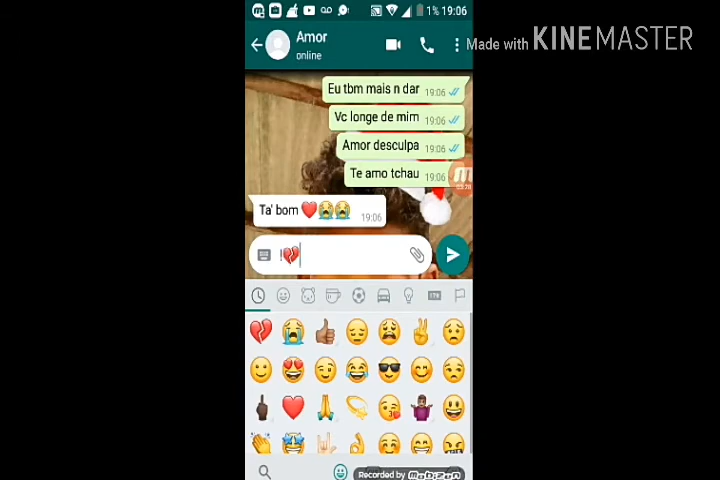 1% 19:06
Amor
online
Made with KINEMASTER
Eu tbm mais n dar 19:06
Vc longe de mim 19:06
Amor desculpa 19:06
Te amo tchau 19:06
Ta' bom ❤️😭😭 19:06
!💔
Recorded by Mobizen